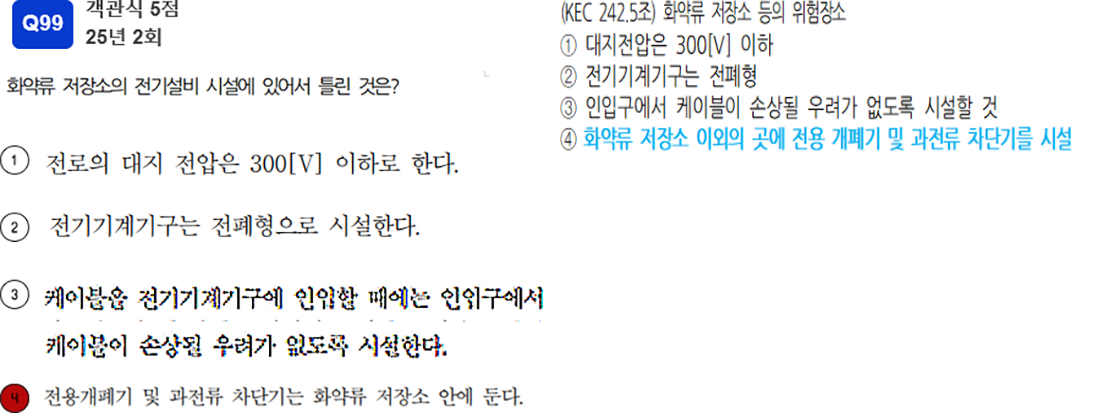 Q99
객관식 5점
25년 2회
화약류 저장소의 전기설비 시설에 있어서 틀린 것은?
① 전로의 대지 전압은 300[V] 이하로 한다.
② 전기기계기구는 전폐형으로 시설한다.
③ 케이블을 전기기계기구에 인입할 때에는 인입구에서
케이블이 손상될 우려가 없도록 시설한다.
4 전용개폐기 및 과전류 차단기는 화약류 저장소 안에 둔다.
(KEC 242.5조) 화약류 저장소 등의 위험장소
① 대지전압은 300[V] 이하
② 전기기계기구는 전폐형
③ 인입구에서 케이블이 손상될 우려가 없도록 시설할 것
④ 화약류 저장소 이외의 곳에 전용 개폐기 및 과전류 차단기를 시설